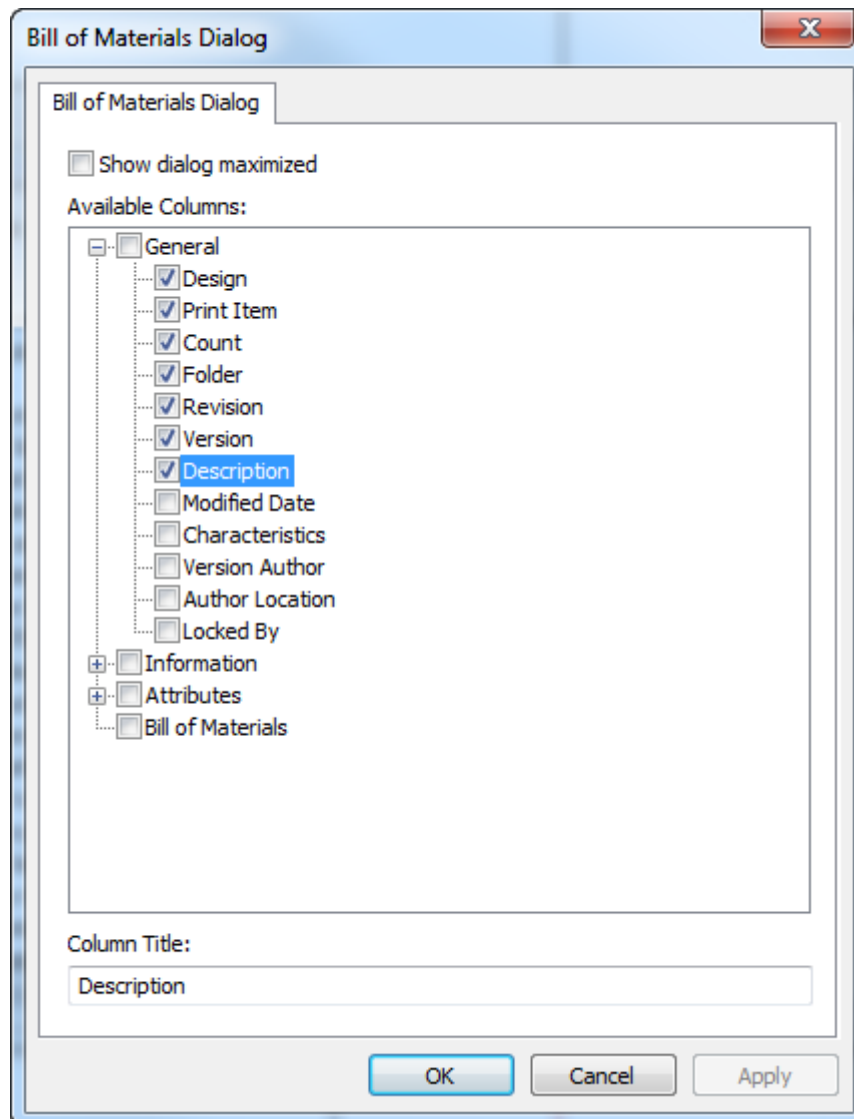 Bill of Materials Dialog
Bill of Materials Dialog
Show dialog maximized
Available Columns:
General
Design
Print Item
Count
Folder
Revision
Version
Description
Modified Date
Characteristics
Version Author
Author Location
Locked By
Information
Attributes
Bill of Materials
Column Title:
Description
OK Cancel Apply